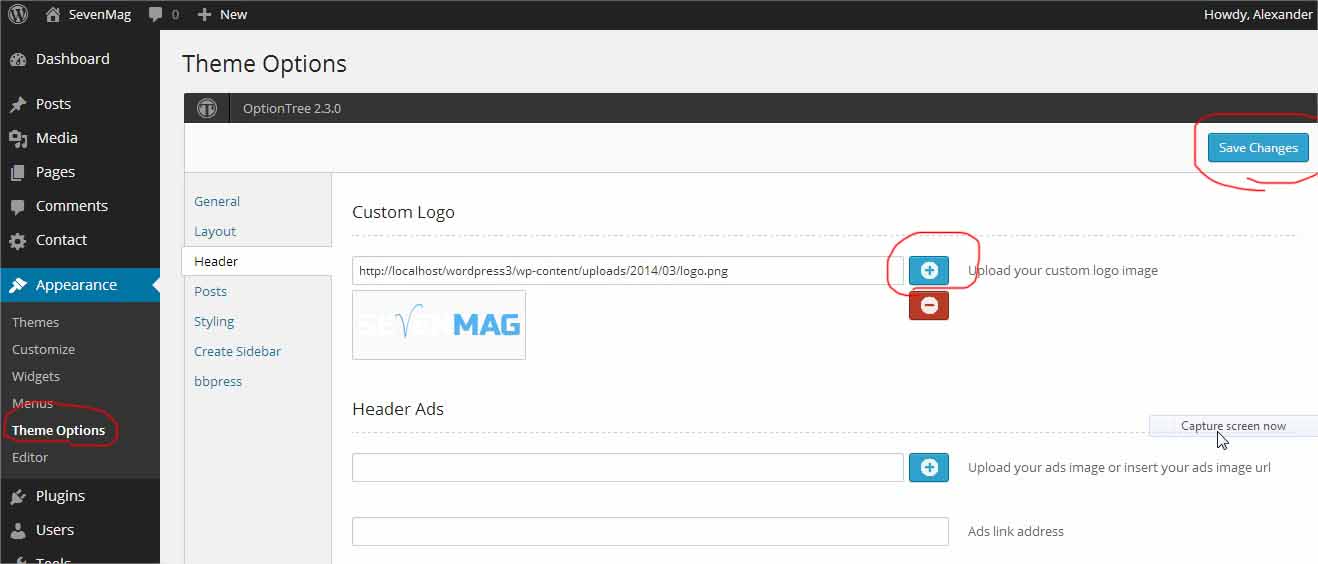 SevenMag 0 New Howdy, Alexander
Dashboard
Posts
Media
Pages
Comments
Contact
Appearance
Themes
Customize
Widgets
Menus
Theme Options
Editor
Plugins
Users
Tools
Theme Options
OptionTree 2.3.0
Save Changes
General
Layout
Header
Posts
Styling
Create Sidebar
bbpress
Custom Logo
http://localhost/wordpress3/wp-content/uploads/2014/03/logo.png
Upload your custom logo image
SEVENMAG
Header Ads
Capture screen now
Upload your ads image or insert your ads image url
Ads link address